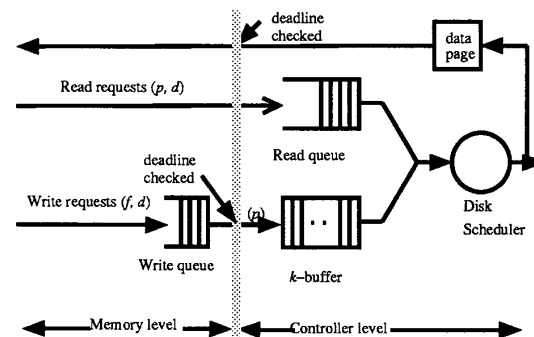 deadline
checked
data
page
Read requests (p, d)
Read queue
deadline
checked
Write requests (f, d)
(p)
Disk
Scheduler
Write queue
k-buffer
Memory level
Controller level